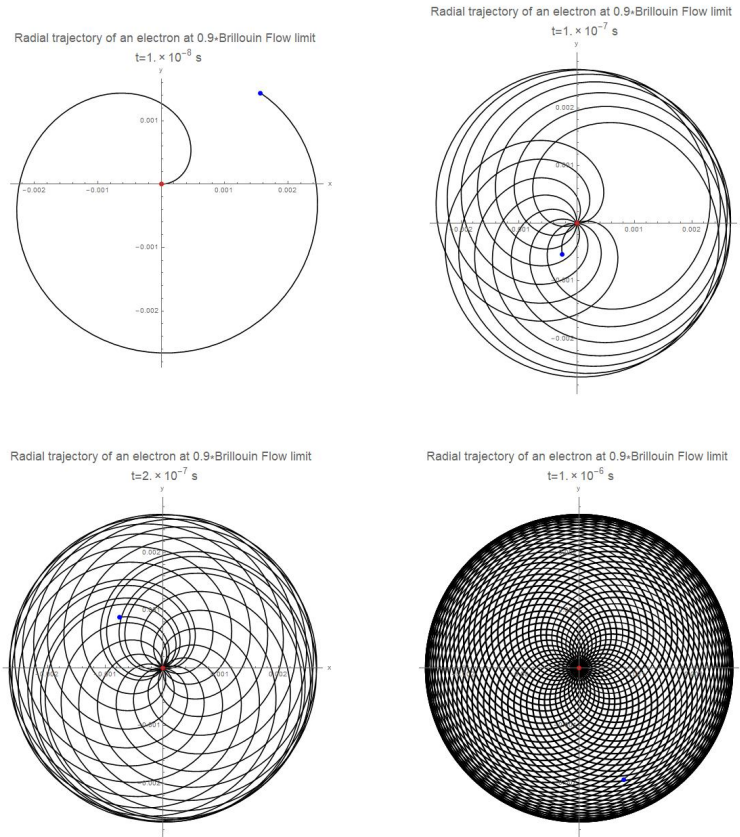 Radial trajectory of an electron at 0.9*Brillouin Flow limit
t=1. × 10⁻⁸ s
y
0.001
-0.002
-0.001
0.001
0.002
x
-0.001
-0.002
Radial trajectory of an electron at 0.9*Brillouin Flow limit
t=1. × 10⁻⁷ s
y
0.002
0.001
0.001
0.002
x
Radial trajectory of an electron at 0.9*Brillouin Flow limit
t=2. × 10⁻⁷ s
y
0.002
x
Radial trajectory of an electron at 0.9*Brillouin Flow limit
t=1. × 10⁻⁶ s
y
x